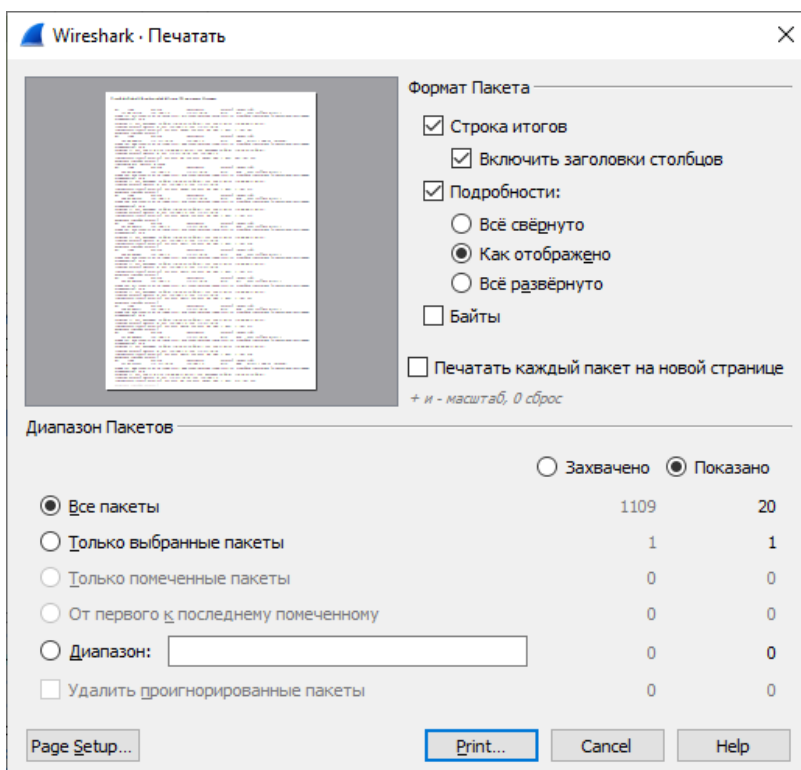 Wireshark · Печатать
Формат Пакета
Строка итогов
Включить заголовки столбцов
Подробности:
Всё свёрнуто
Как отображено
Всё развёрнуто
Байты
Печатать каждый пакет на новой странице
+ и - масштаб, 0 сброс
Диапазон Пакетов
Захвачено Показано
Все пакеты 1109 20
Только выбранные пакеты 1 1
Только помеченные пакеты 0 0
От первого к последнему помеченному 0 0
Диапазон: 0 0
Удалить проигнорированные пакеты 0 0
Page Setup... Print... Cancel Help